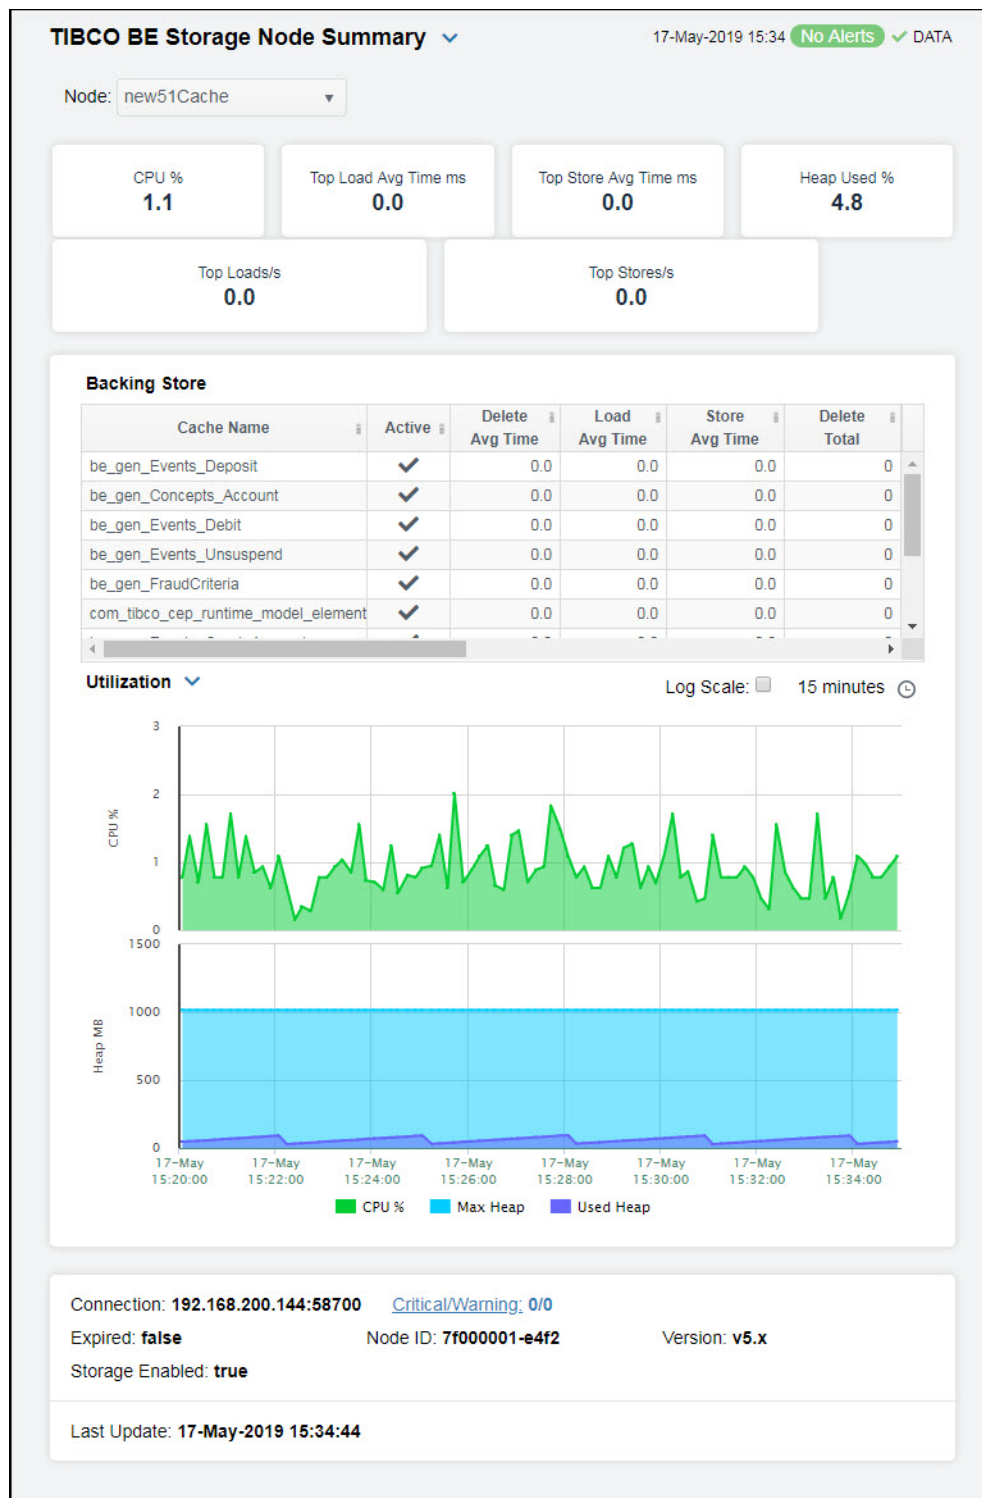 TIBCO BE Storage Node Summary 17-May-2019 15:34 No Alerts DATA
Node: new51Cache
CPU % Top Load Avg Time ms Top Store Avg Time ms Heap Used %
1.1 0.0 0.0 4.8
Top Loads/s Top Stores/s
0.0 0.0
Backing Store
Cache Name Active Delete Avg Time Load Avg Time Store Avg Time Delete Total
be_gen_Events_Deposit 0.0 0.0 0.0 0
be_gen_Concepts_Account 0.0 0.0 0.0 0
be_gen_Events_Debit 0.0 0.0 0.0 0
be_gen_Events_Unsuspend 0.0 0.0 0.0 0
be_gen_FraudCriteria 0.0 0.0 0.0 0
com_tibco_cep_runtime_model_element 0.0 0.0 0.0 0
Utilization Log Scale: 15 minutes
3
2
CPU %
1
0
1500
1000
Heap MB
500
0
17-May 17-May 17-May 17-May 17-May 17-May 17-May 17-May
15:20:00 15:22:00 15:24:00 15:26:00 15:28:00 15:30:00 15:32:00 15:34:00
CPU % Max Heap Used Heap
Connection: 192.168.200.144:58700 Critical/Warning: 0/0
Expired: false Node ID: 7f000001-e4f2 Version: v5.x
Storage Enabled: true
Last Update: 17-May-2019 15:34:44